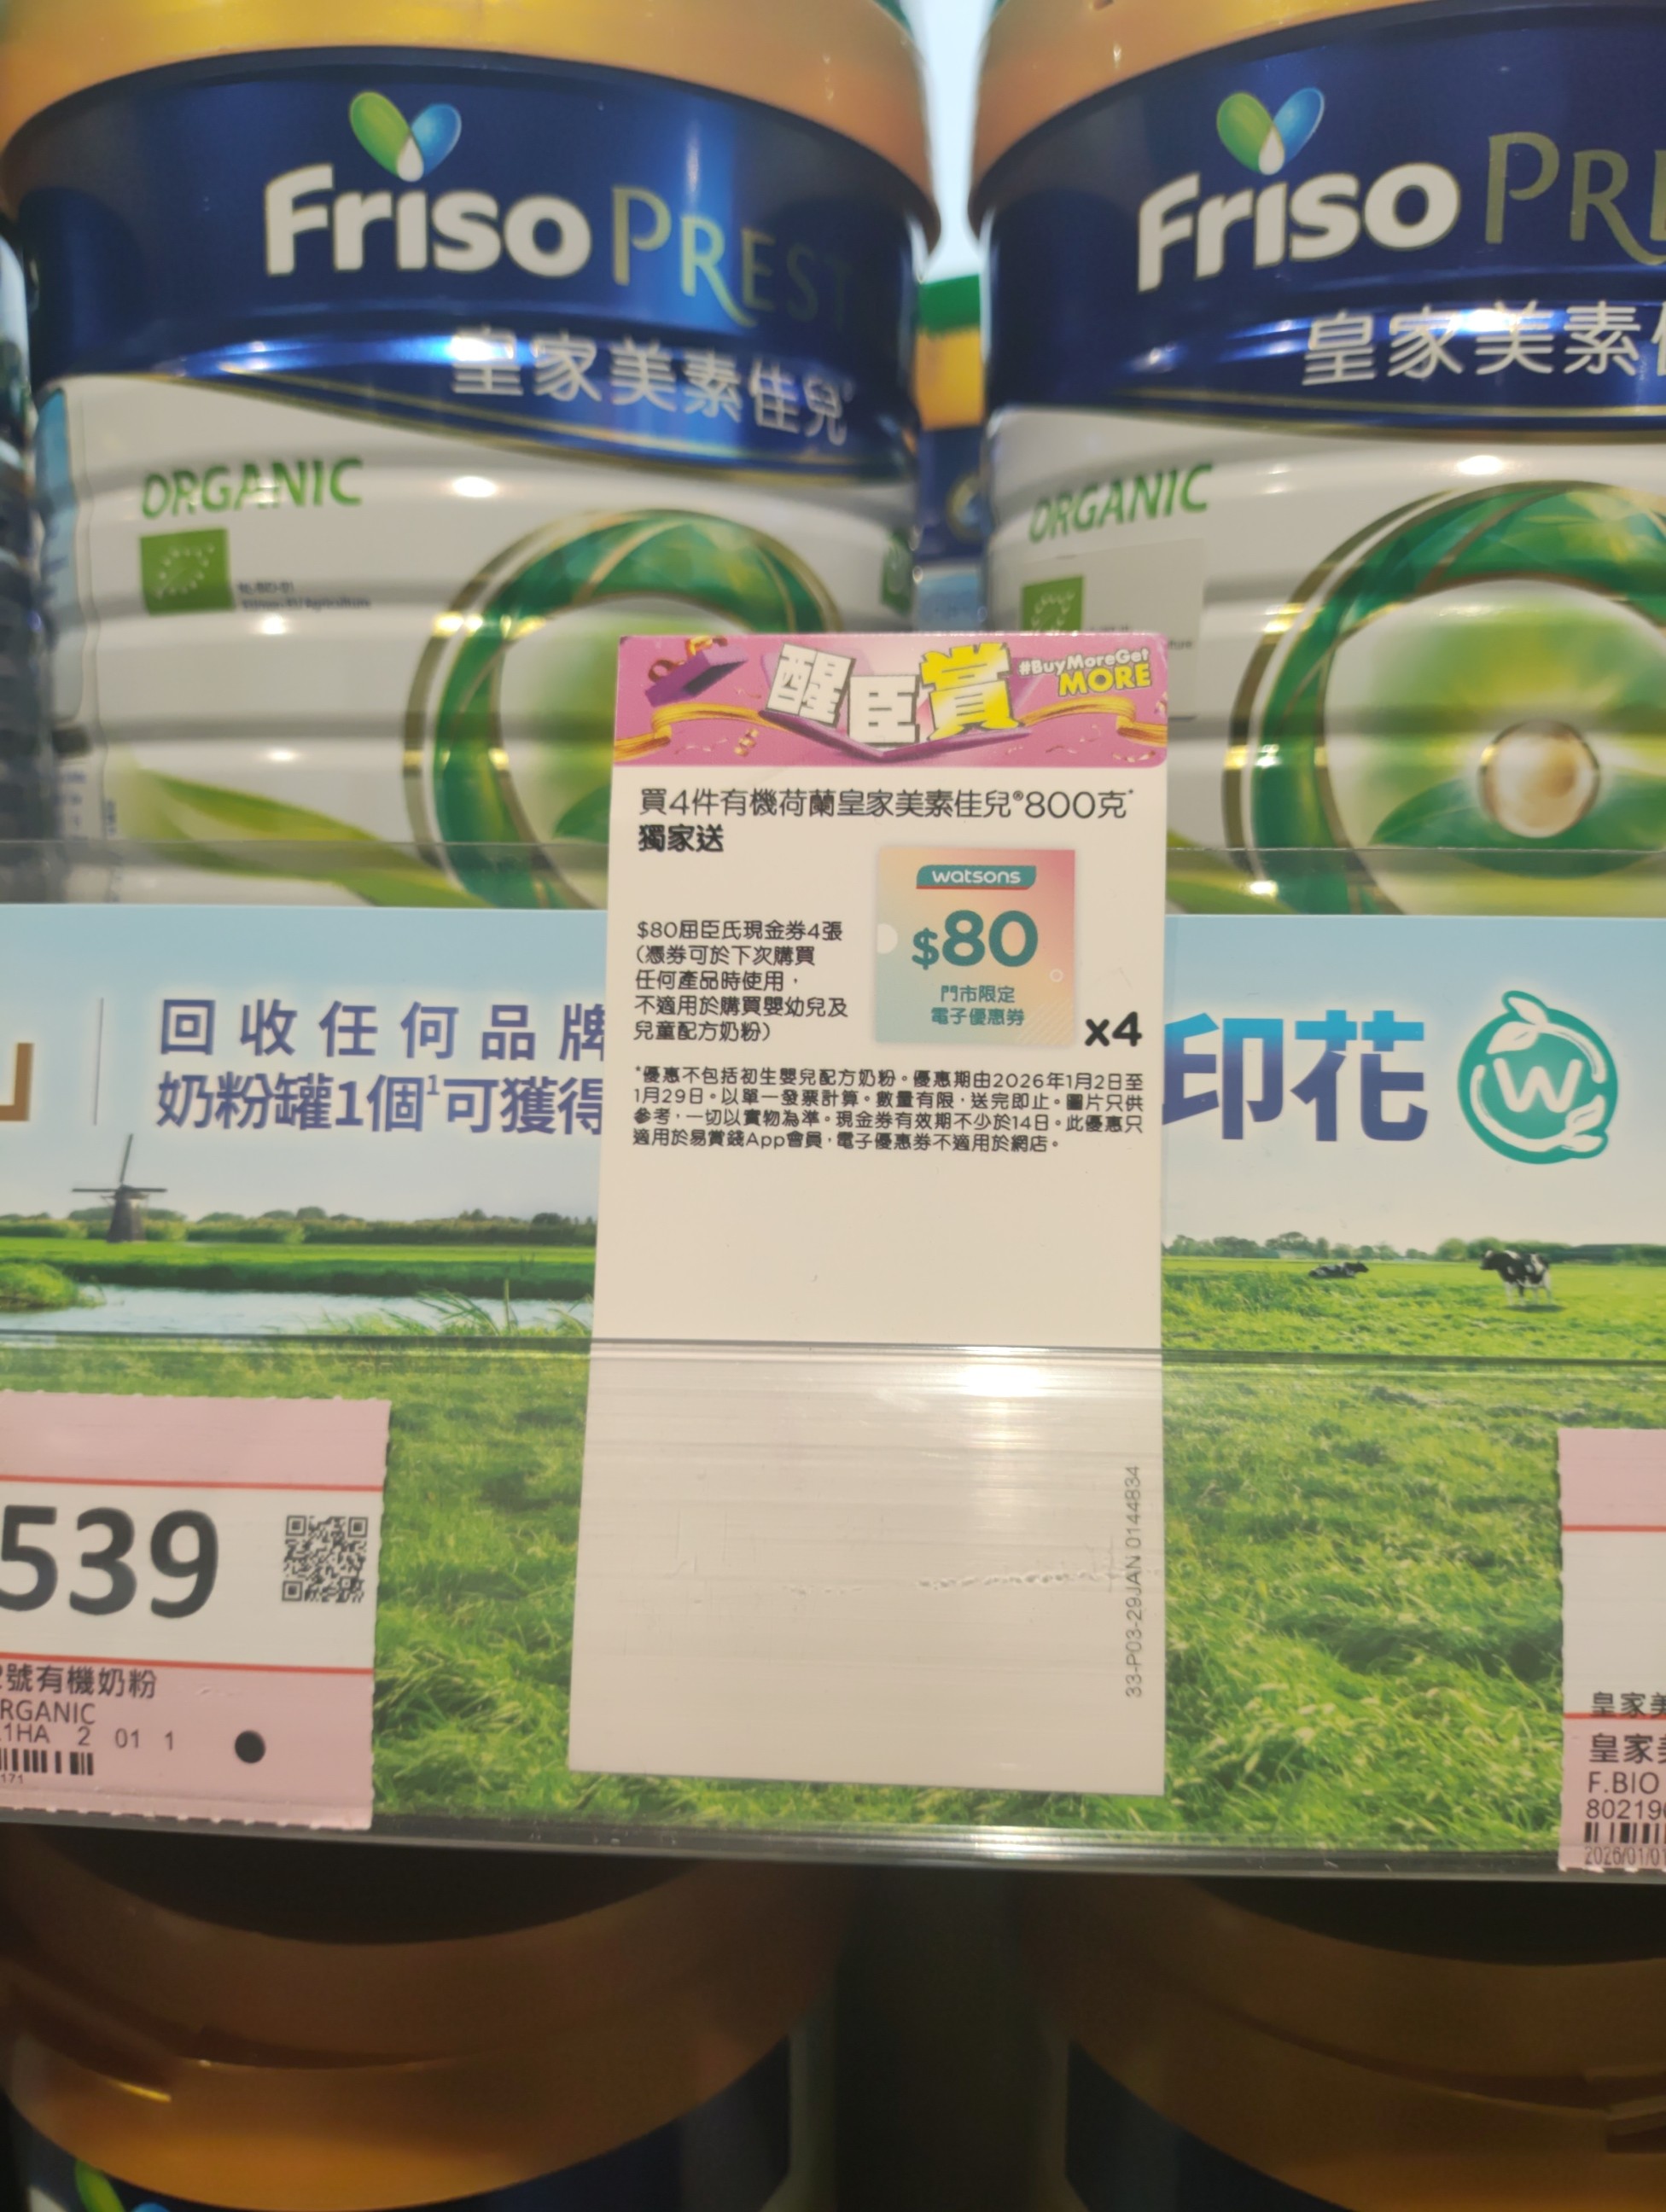 Friso PREST
皇家美素佳兒
ORGANIC
Friso PRE
皇家美素
ORGANIC
醒臣賞
#BuyMoreGet
MORE
買4件有機荷蘭皇家美素佳兒®800克*
獨家送
$80屈臣氏現金券4張
(憑券可於下次購買
任何產品時使用,
不適用於購買嬰幼兒及
兒童配方奶粉)
watsons
$80
門市限定
電子優惠券
x4
*優惠不包括初生嬰兒配方奶粉。優惠期由2026年1月2日至
1月29日。以單一發票計算。數量有限,送完即止。圖片只供
參考,一切以實物為準。現金券有效期不少於14日。此優惠只
適用於易賞錢App會員,電子優惠券不適用於網店。
33-P03-29JAN 0144834
回收任何品牌
奶粉罐1個¹可獲得
印花
W
539
號有機奶粉
RGANIC
1HA 2 01 1
171
皇家美
皇家
F.BIO
80219
2026/01/01